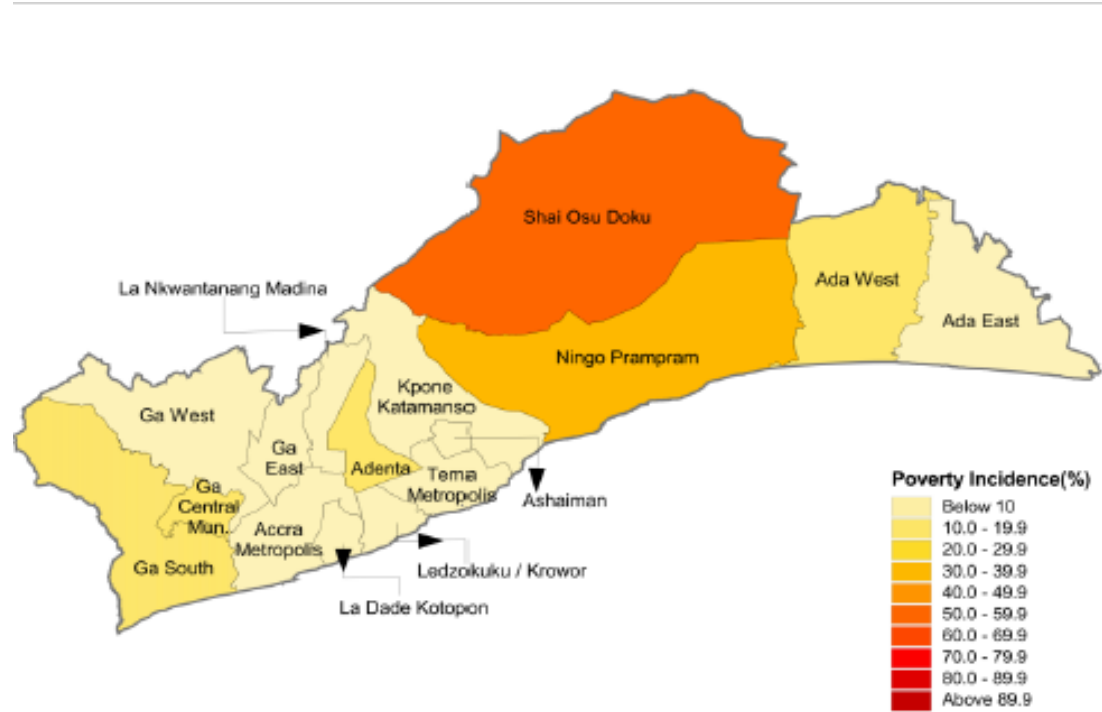 Shai Osu Doku
La Nkwantanang Madina
Ada West
Ada East
Ningo Prampram
Kpone
Katamanso
Ga West
Ga
East
Adenta
Tema
Metropolis
Ashaiman
Ga
Central
Mun.
Accra
Metropolis
Ga South
Ledzokuku / Krowor
La Dade Kotopon
Poverty Incidence(%)
Below 10
10.0 - 19.9
20.0 - 29.9
30.0 - 39.9
40.0 - 49.9
50.0 - 59.9
60.0 - 69.9
70.0 - 79.9
80.0 - 89.9
Above 89.9